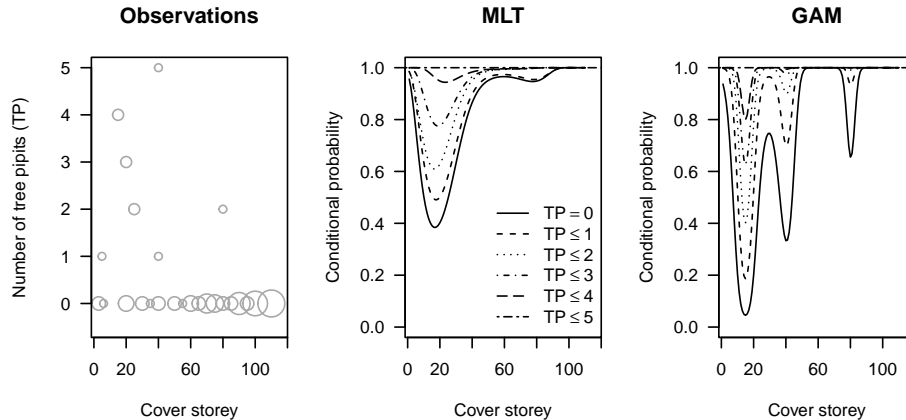 Observations
Number of tree pipits (TP)
5
4
3
2
1
0
0 20 60 100
Cover storey
MLT
Conditional probability
1.0
0.8
0.6
0.4
0.2
0.0
TP = 0
TP ≤ 1
TP ≤ 2
TP ≤ 3
TP ≤ 4
TP ≤ 5
0 20 60 100
Cover storey
GAM
Conditional probability
1.0
0.8
0.6
0.4
0.2
0.0
0 20 60 100
Cover storey